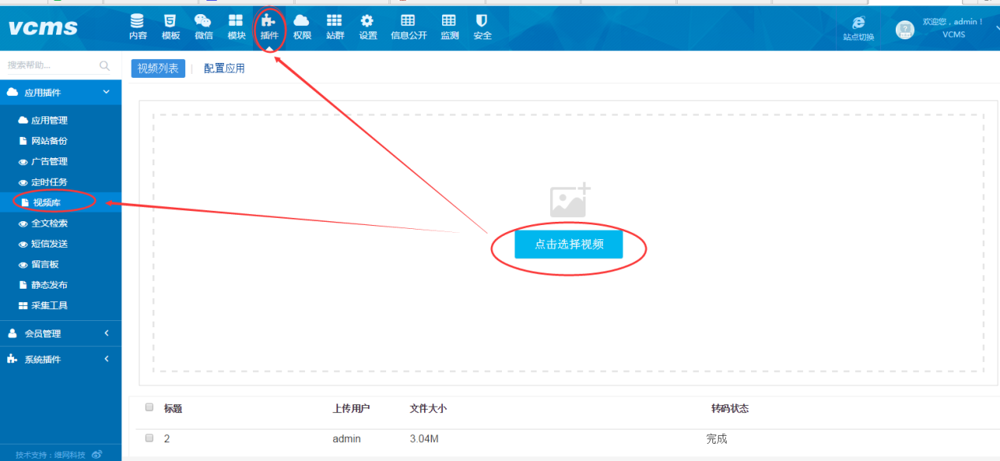 vcms
内容 模板 微信 模块 插件 权限 站群 设置 信息公开 监测 安全 站点切换
欢迎您，admin！
VCMS
搜索帮助...
视频列表 | 配置应用
应用插件
应用管理
网站备份
广告管理
定时任务
视频库
全文检索
短信发送
留言板
静态发布
采集工具
会员管理
系统插件
技术支持：维网科技
点击选择视频
标题 上传用户 文件大小 转码状态
2 admin 3.04M 完成